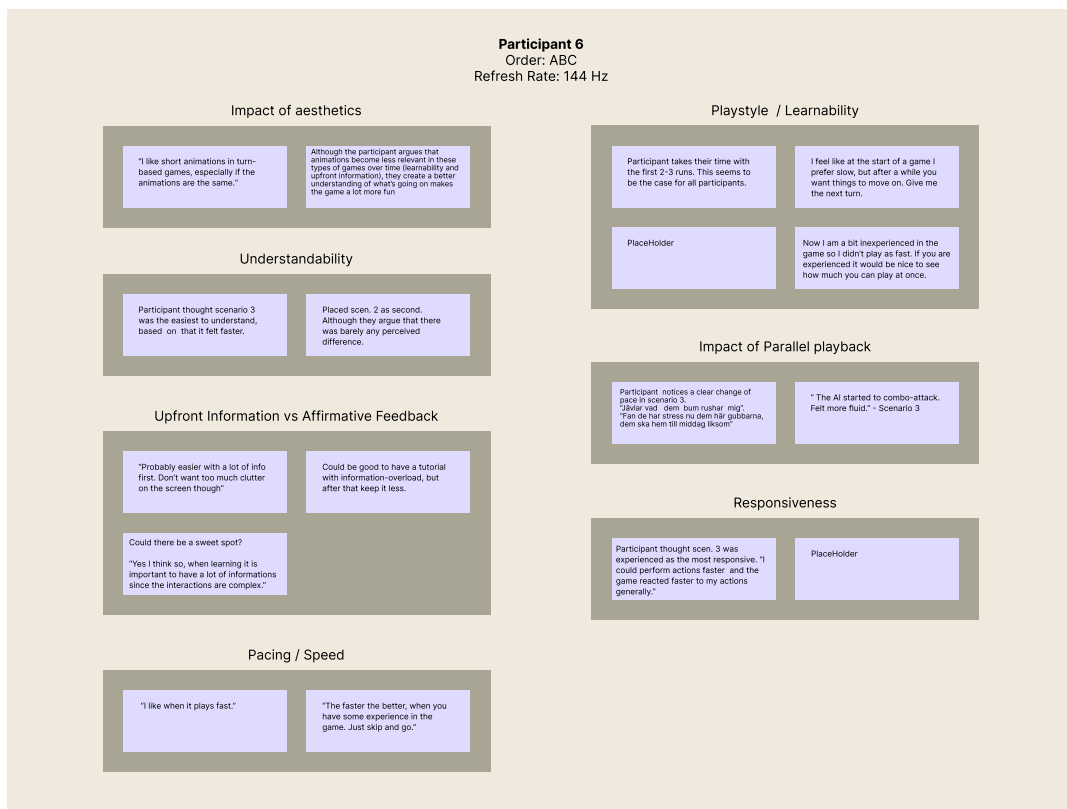 Participant 6
Order: ABC
Refresh Rate: 144 Hz
Impact of aesthetics
"I like short animations in turn-
based games, especially if the
animations are the same."
Although the participant argues that
animations become less relevant in these
types of games over time (learnability and
upfront information), they create a better
understanding of what's going on makes
the game a lot more fun
Understandability
Participant thought scenario 3
was the easiest to understand,
based on that it felt faster.
Placed scen. 2 as second.
Although they argue that there
was barely any perceived
difference.
Upfront Information vs Affirmative Feedback
"Probably easier with a lot of info
first. Don't want too much clutter
on the screen though"
Could be good to have a tutorial
with information-overload, but
after that keep it less.
Could there be a sweet spot?
"Yes I think so, when learning it is
important to have a lot of informations
since the interactions are complex."
Pacing / Speed
"I like when it plays fast."
"The faster the better, when you
have some experience in the
game. Just skip and go."
Playstyle / Learnability
Participant takes their time with
the first 2-3 runs. This seems to
be the case for all participants.
I feel like at the start of a game I
prefer slow, but after a while you
want things to move on. Give me
the next turn.
PlaceHolder
Now I am a bit inexperienced in the
game so I didn't play as fast. If you are
experienced it would be nice to see
how much you can play at once.
Impact of Parallel playback
Participant notices a clear change of
pace in scenario 3.
"Jävlar vad dem bum rushar mig".
"Fan de har stress nu dem här gubbarna,
dem ska hem till middag liksom"
" The AI started to combo-attack.
Felt more fluid." - Scenario 3
Responsiveness
Participant thought scen. 3 was
experienced as the most responsive. "I
could perform actions faster and the
game reacted faster to my actions
generally."
PlaceHolder